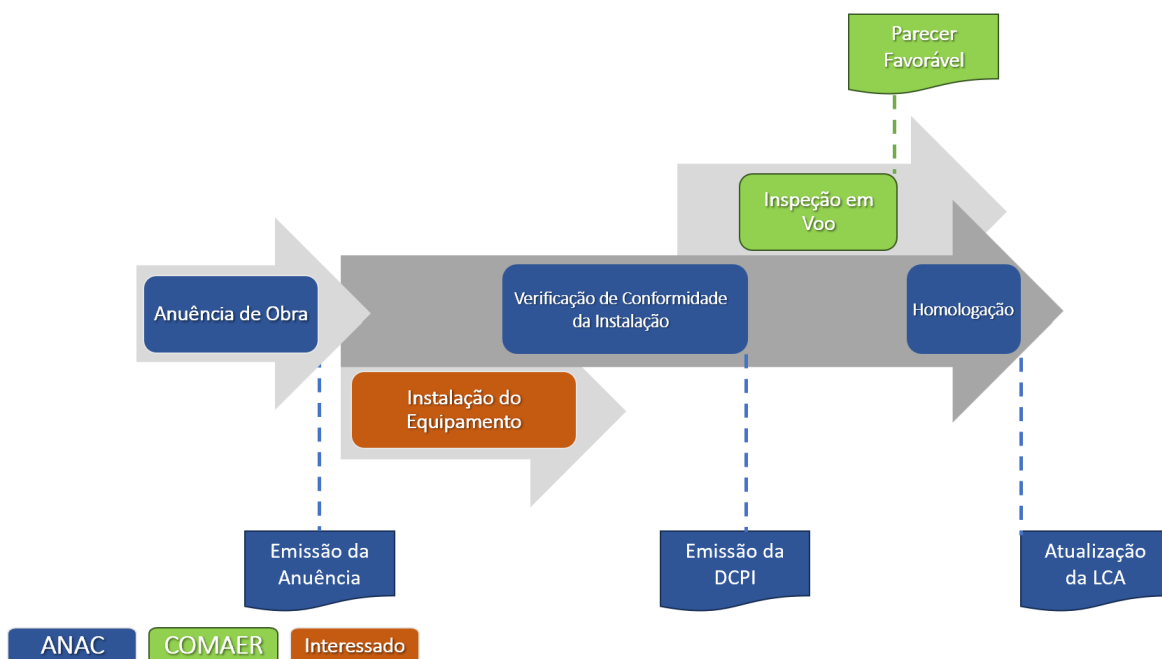 Parecer
Favorável
Inspeção em
Voo
Anuência de Obra
Verificação de Conformidade
da Instalação
Homologação
Instalação do
Equipamento
Emissão da
Anuência
Emissão da
DCPI
Atualização
da LCA
ANAC
COMAER
Interessado